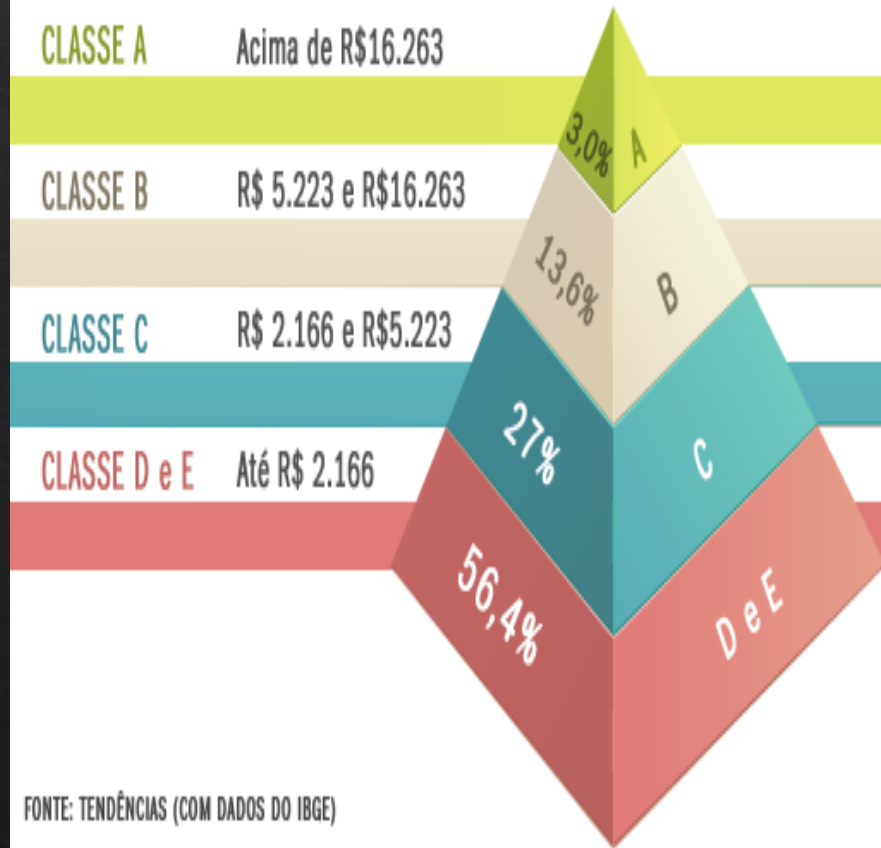 CLASSE A Acima de R$16.263
3,0% A
CLASSE B R$ 5.223 e R$16.263
13,6% B
CLASSE C R$ 2.166 e R$5.223
27% C
CLASSE D e E Até R$ 2.166
56,4% D e E
FONTE: TENDÊNCIAS (COM DADOS DO IBGE)